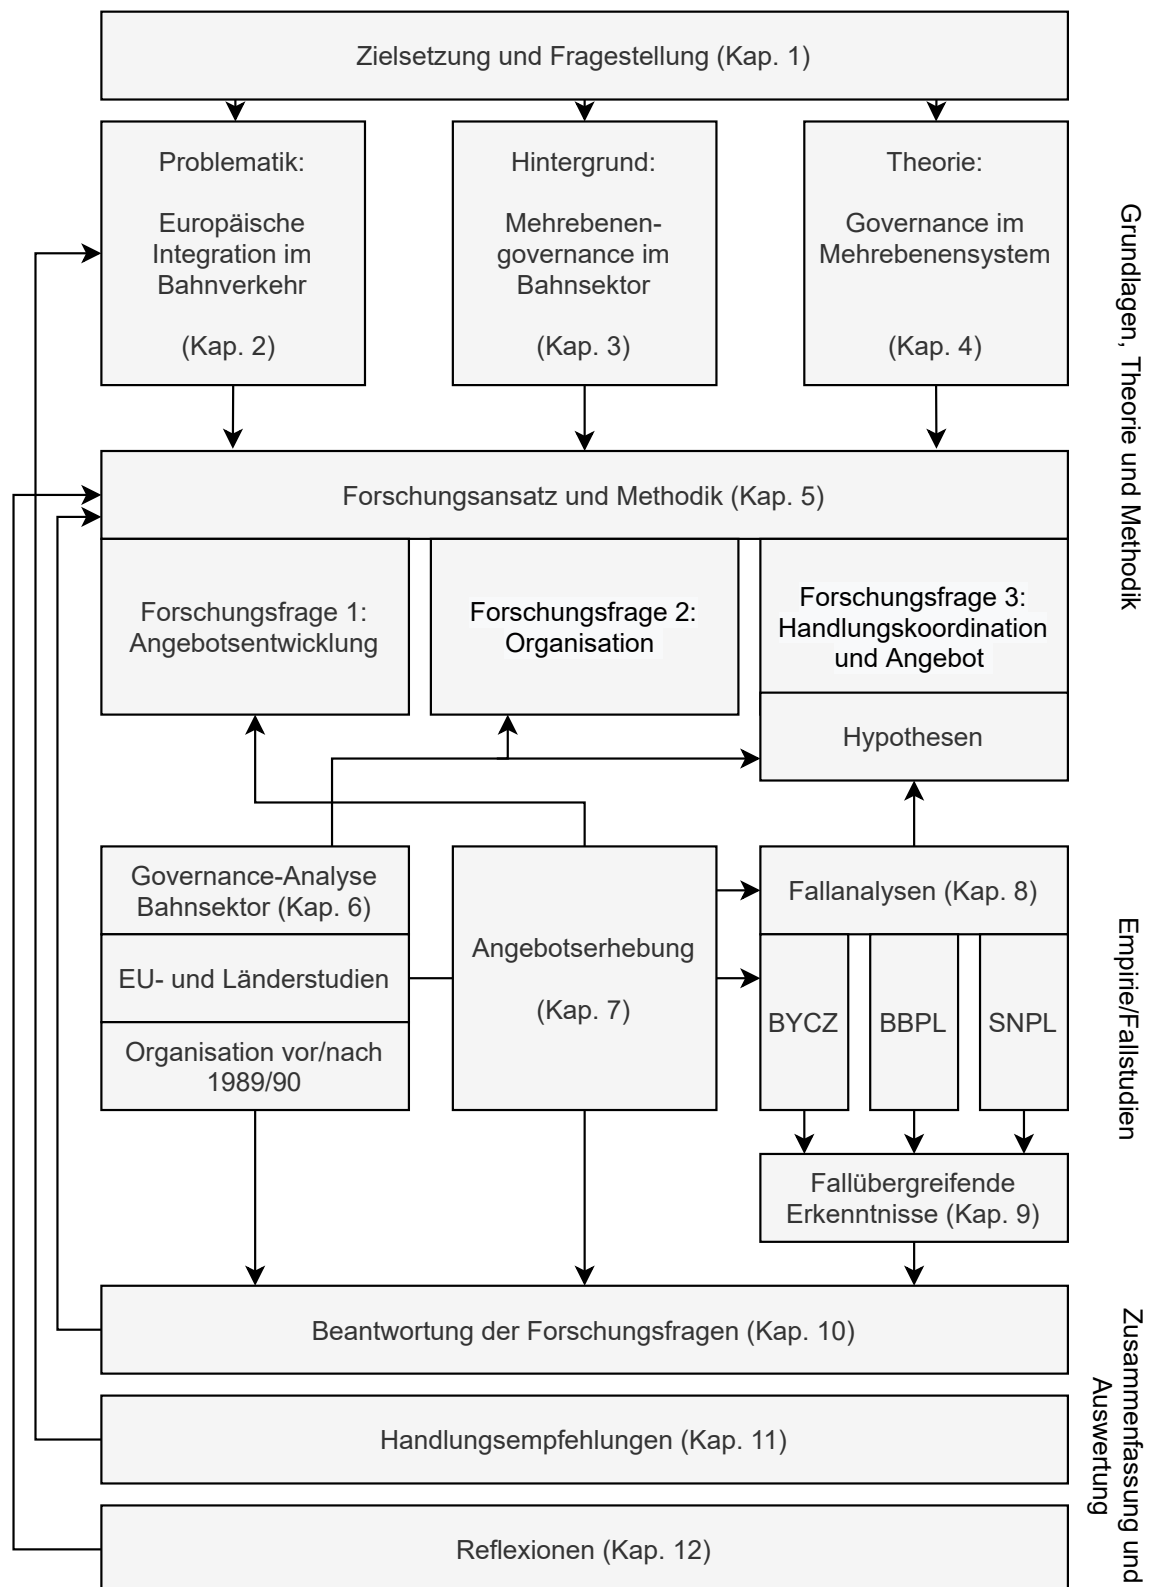 Zielsetzung und Fragestellung (Kap. 1)
Problematik:
Europäische
Integration im
Bahnverkehr
(Kap. 2)
Hintergrund:
Mehrebenen-
governance im
Bahnsektor
(Kap. 3)
Theorie:
Governance im
Mehrebenensystem
(Kap. 4)
Grundlagen, Theorie und Methodik
Forschungsansatz und Methodik (Kap. 5)
Forschungsfrage 1:
Angebotsentwicklung
Forschungsfrage 2:
Organisation
Forschungsfrage 3:
Handlungskoordination
und Angebot
Hypothesen
Governance-Analyse
Bahnsektor (Kap. 6)
EU- und Länderstudien
Organisation vor/nach
1989/90
Angebotserhebung
(Kap. 7)
Fallanalysen (Kap. 8)
BYCZ
BBPL
SNPL
Fallübergreifende
Erkenntnisse (Kap. 9)
Empirie/Fallstudien
Beantwortung der Forschungsfragen (Kap. 10)
Handlungsempfehlungen (Kap. 11)
Reflexionen (Kap. 12)
Zusammenfassung und
Auswertung